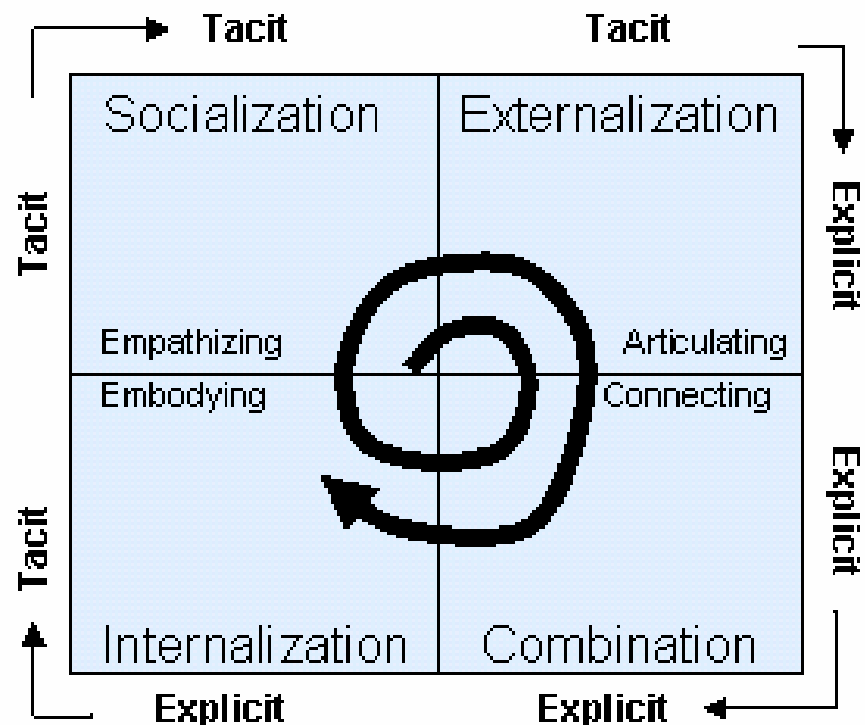 Tacit Tacit
Socialization Externalization
Tacit Explicit
Empathizing Articulating
Embodying Connecting
Tacit Explicit
Internalization Combination
Explicit Explicit